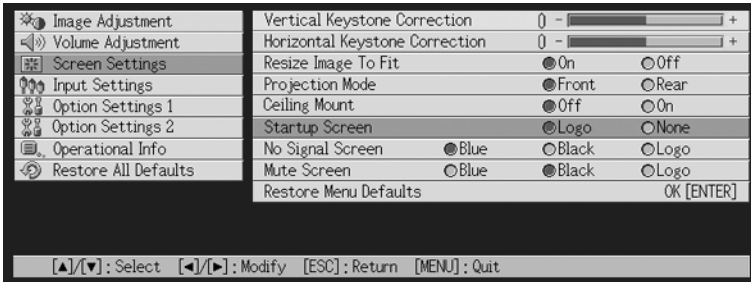 Image Adjustment
Volume Adjustment
Screen Settings
Input Settings
Option Settings 1
Option Settings 2
Operational Info
Restore All Defaults
Vertical Keystone Correction 0 - +
Horizontal Keystone Correction 0 - +
Resize Image To Fit On Off
Projection Mode Front Rear
Ceiling Mount Off On
Startup Screen Logo None
No Signal Screen Blue Black Logo
Mute Screen Blue Black Logo
Restore Menu Defaults OK [ENTER]
[▲]/[▼] : Select [◄]/[►] : Modify [ESC] : Return [MENU] : Quit